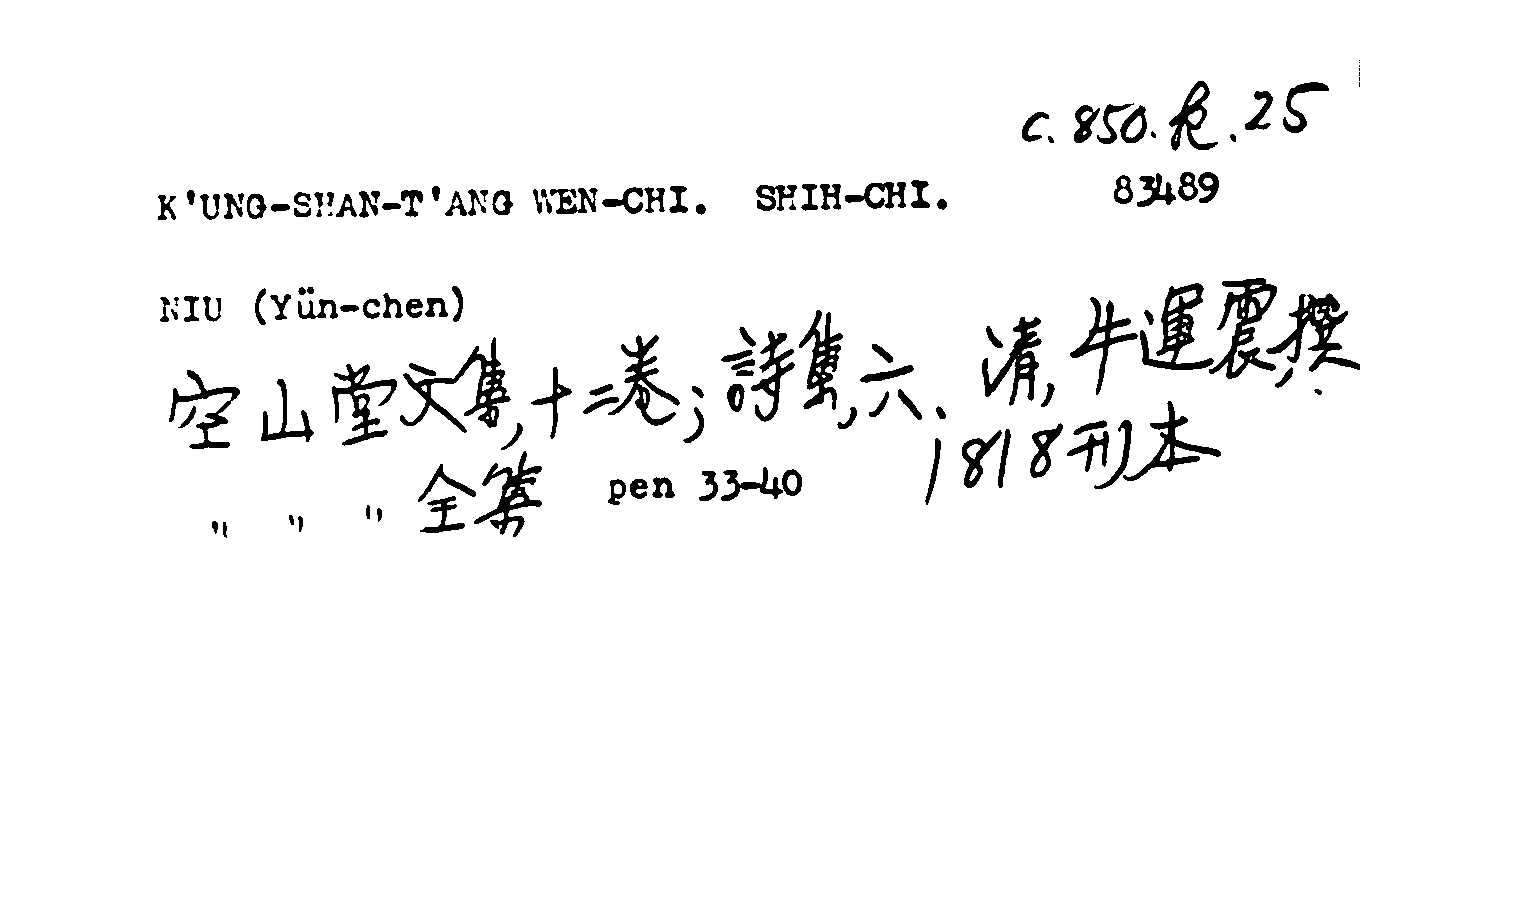 C. 850. k. 25
K'UNG-SHAN-T'ANG WEN-CHI. SHIH-CHI. 83489
NIU (Yün-chen)
空山堂文集,十二卷; 詩集,六、清,牛運震撰.
" " " 全集 pen 33-40 1818刊本